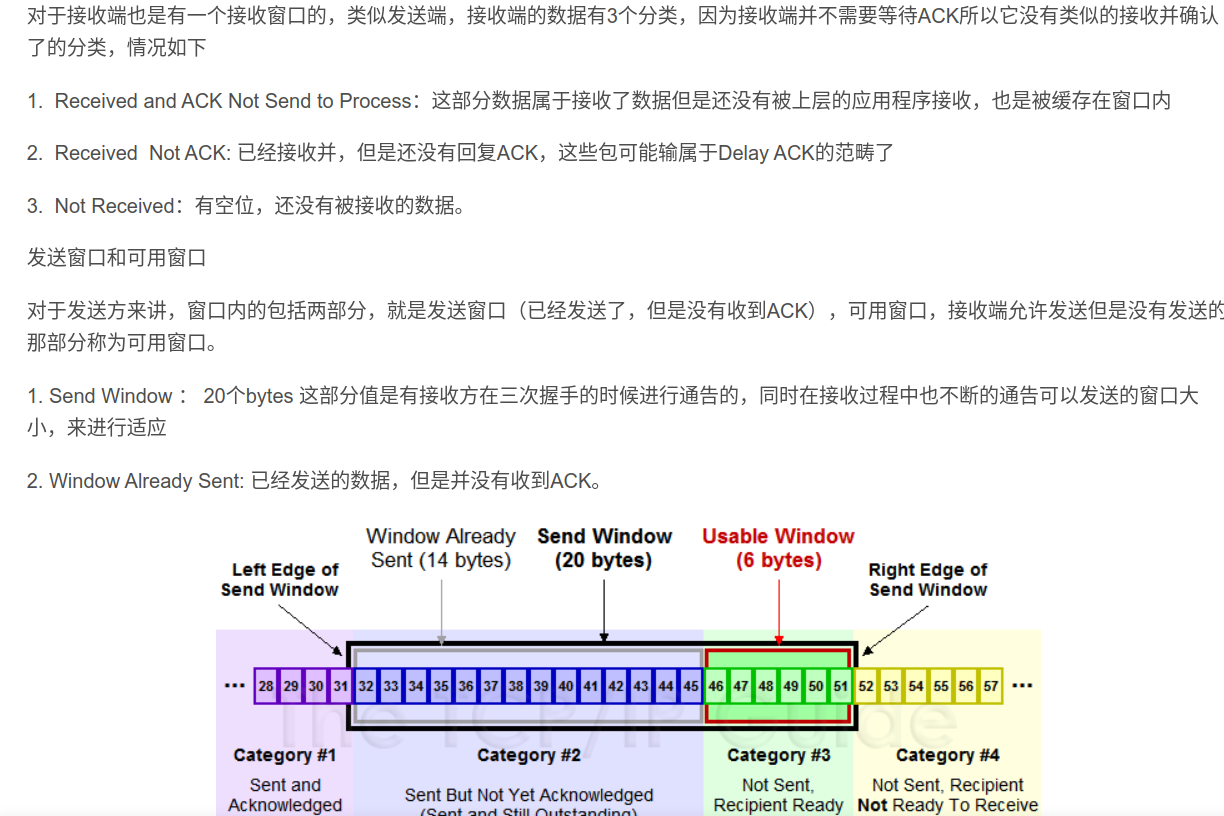 对于接收端也是有一个接收窗口的，类似发送端，接收端的数据有3个分类，因为接收端并不需要等待ACK所以它没有类似的接收并确认
了的分类，情况如下
1.  Received and ACK Not Send to Process：这部分数据属于接收了数据但是还没有被上层的应用程序接收，也是被缓存在窗口内
2.  Received  Not ACK: 已经接收并，但是还没有回复ACK，这些包可能输属于Delay ACK的范畴了
3.  Not Received：有空位，还没有被接收的数据。
发送窗口和可用窗口
对于发送方来讲，窗口内的包括两部分，就是发送窗口（已经发送了，但是没有收到ACK），可用窗口，接收端允许发送但是没有发送的
那部分称为可用窗口。
1. Send Window ： 20个bytes 这部分值是有接收方在三次握手的时候进行通告的，同时在接收过程中也不断的通告可以发送的窗口大
小，来进行适应
2. Window Already Sent: 已经发送的数据，但是并没有收到ACK。
Window Already
Sent (14 bytes)
Send Window
(20 bytes)
Usable Window
(6 bytes)
Left Edge of
Send Window
Right Edge of
Send Window
... 28 29 30 31 32 33 34 35 36 37 38 39 40 41 42 43 44 45 46 47 48 49 50 51 52 53 54 55 56 57 ...
The TCP/IP Guide
Category #1
Sent and
Acknowledged
Category #2
Sent But Not Yet Acknowledged
(Sent and Still Outstanding)
Category #3
Not Sent,
Recipient Ready
Category #4
Not Sent, Recipient
Not Ready To Receive